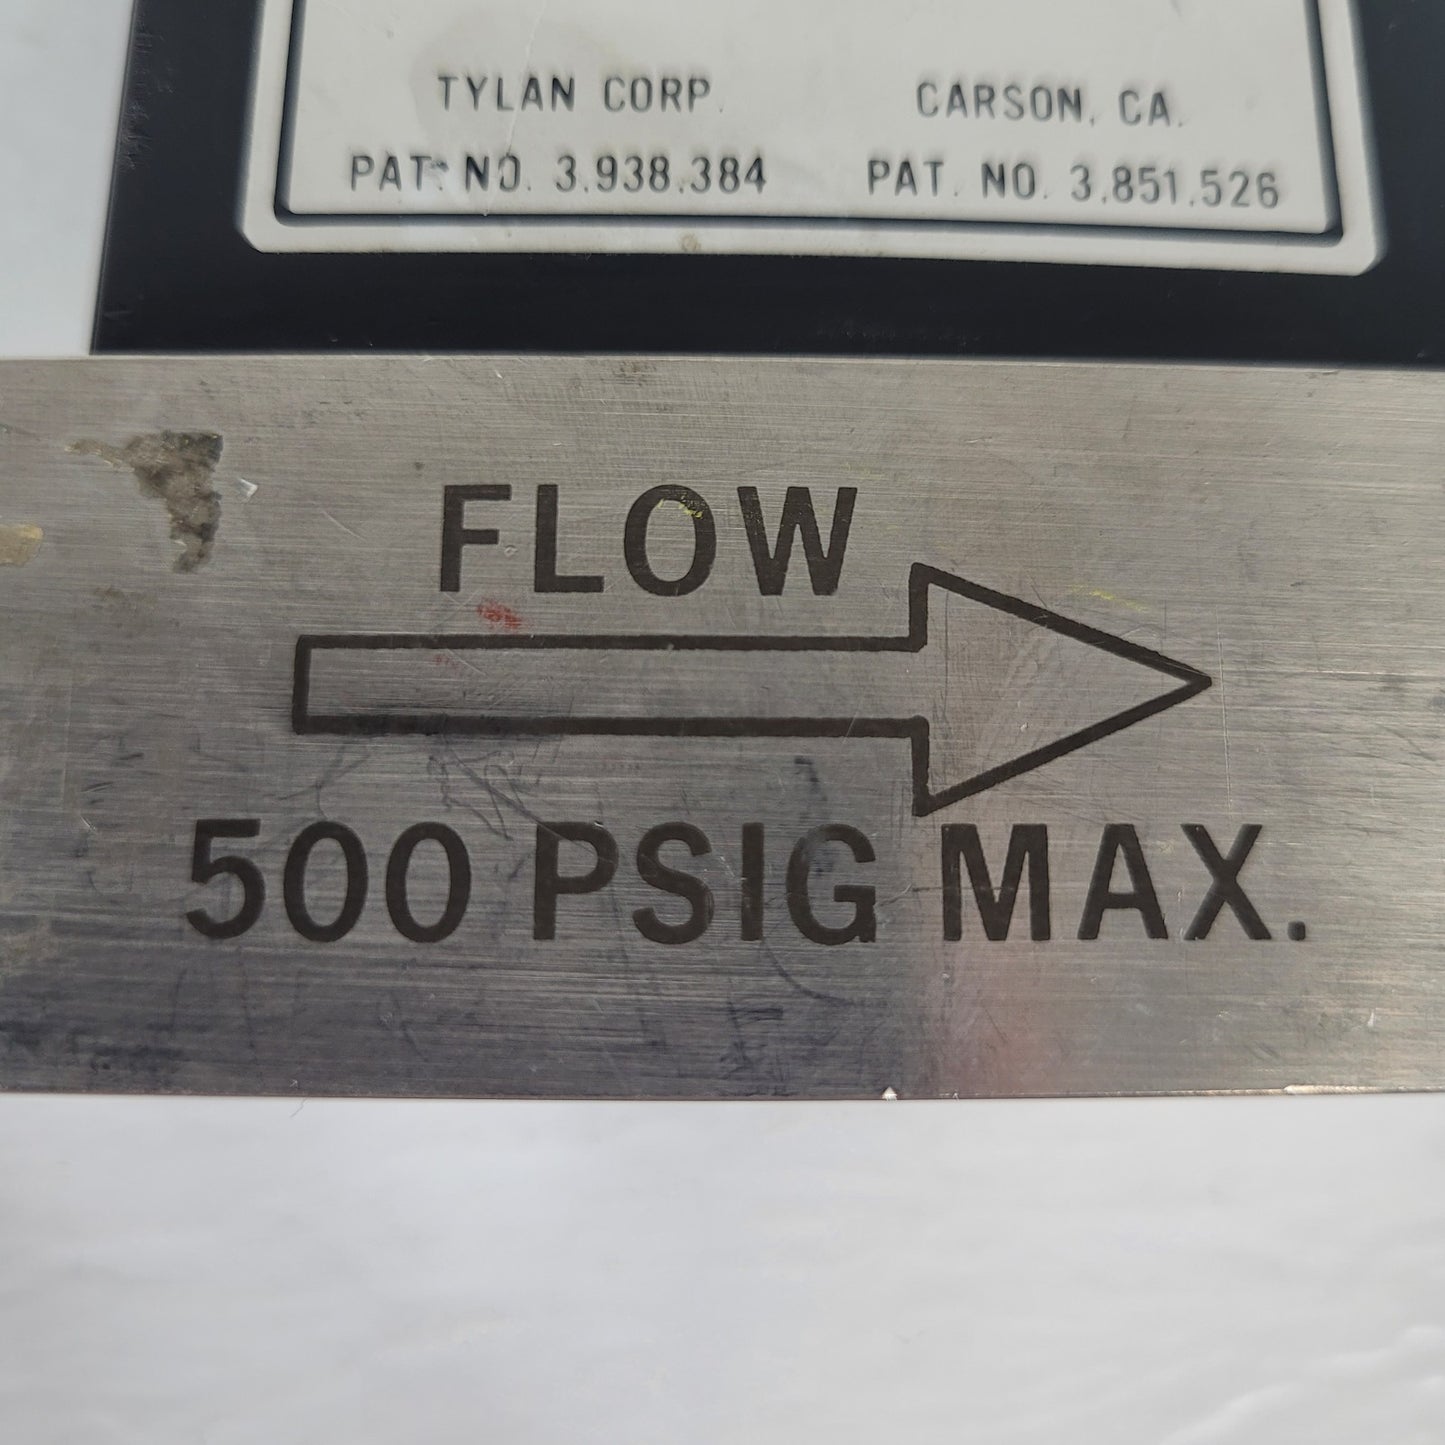 TYLAN CORP. CARSON, CA.
PAT. NO. 3,938,384 PAT. NO. 3,851,526
FLOW
500 PSIG MAX.